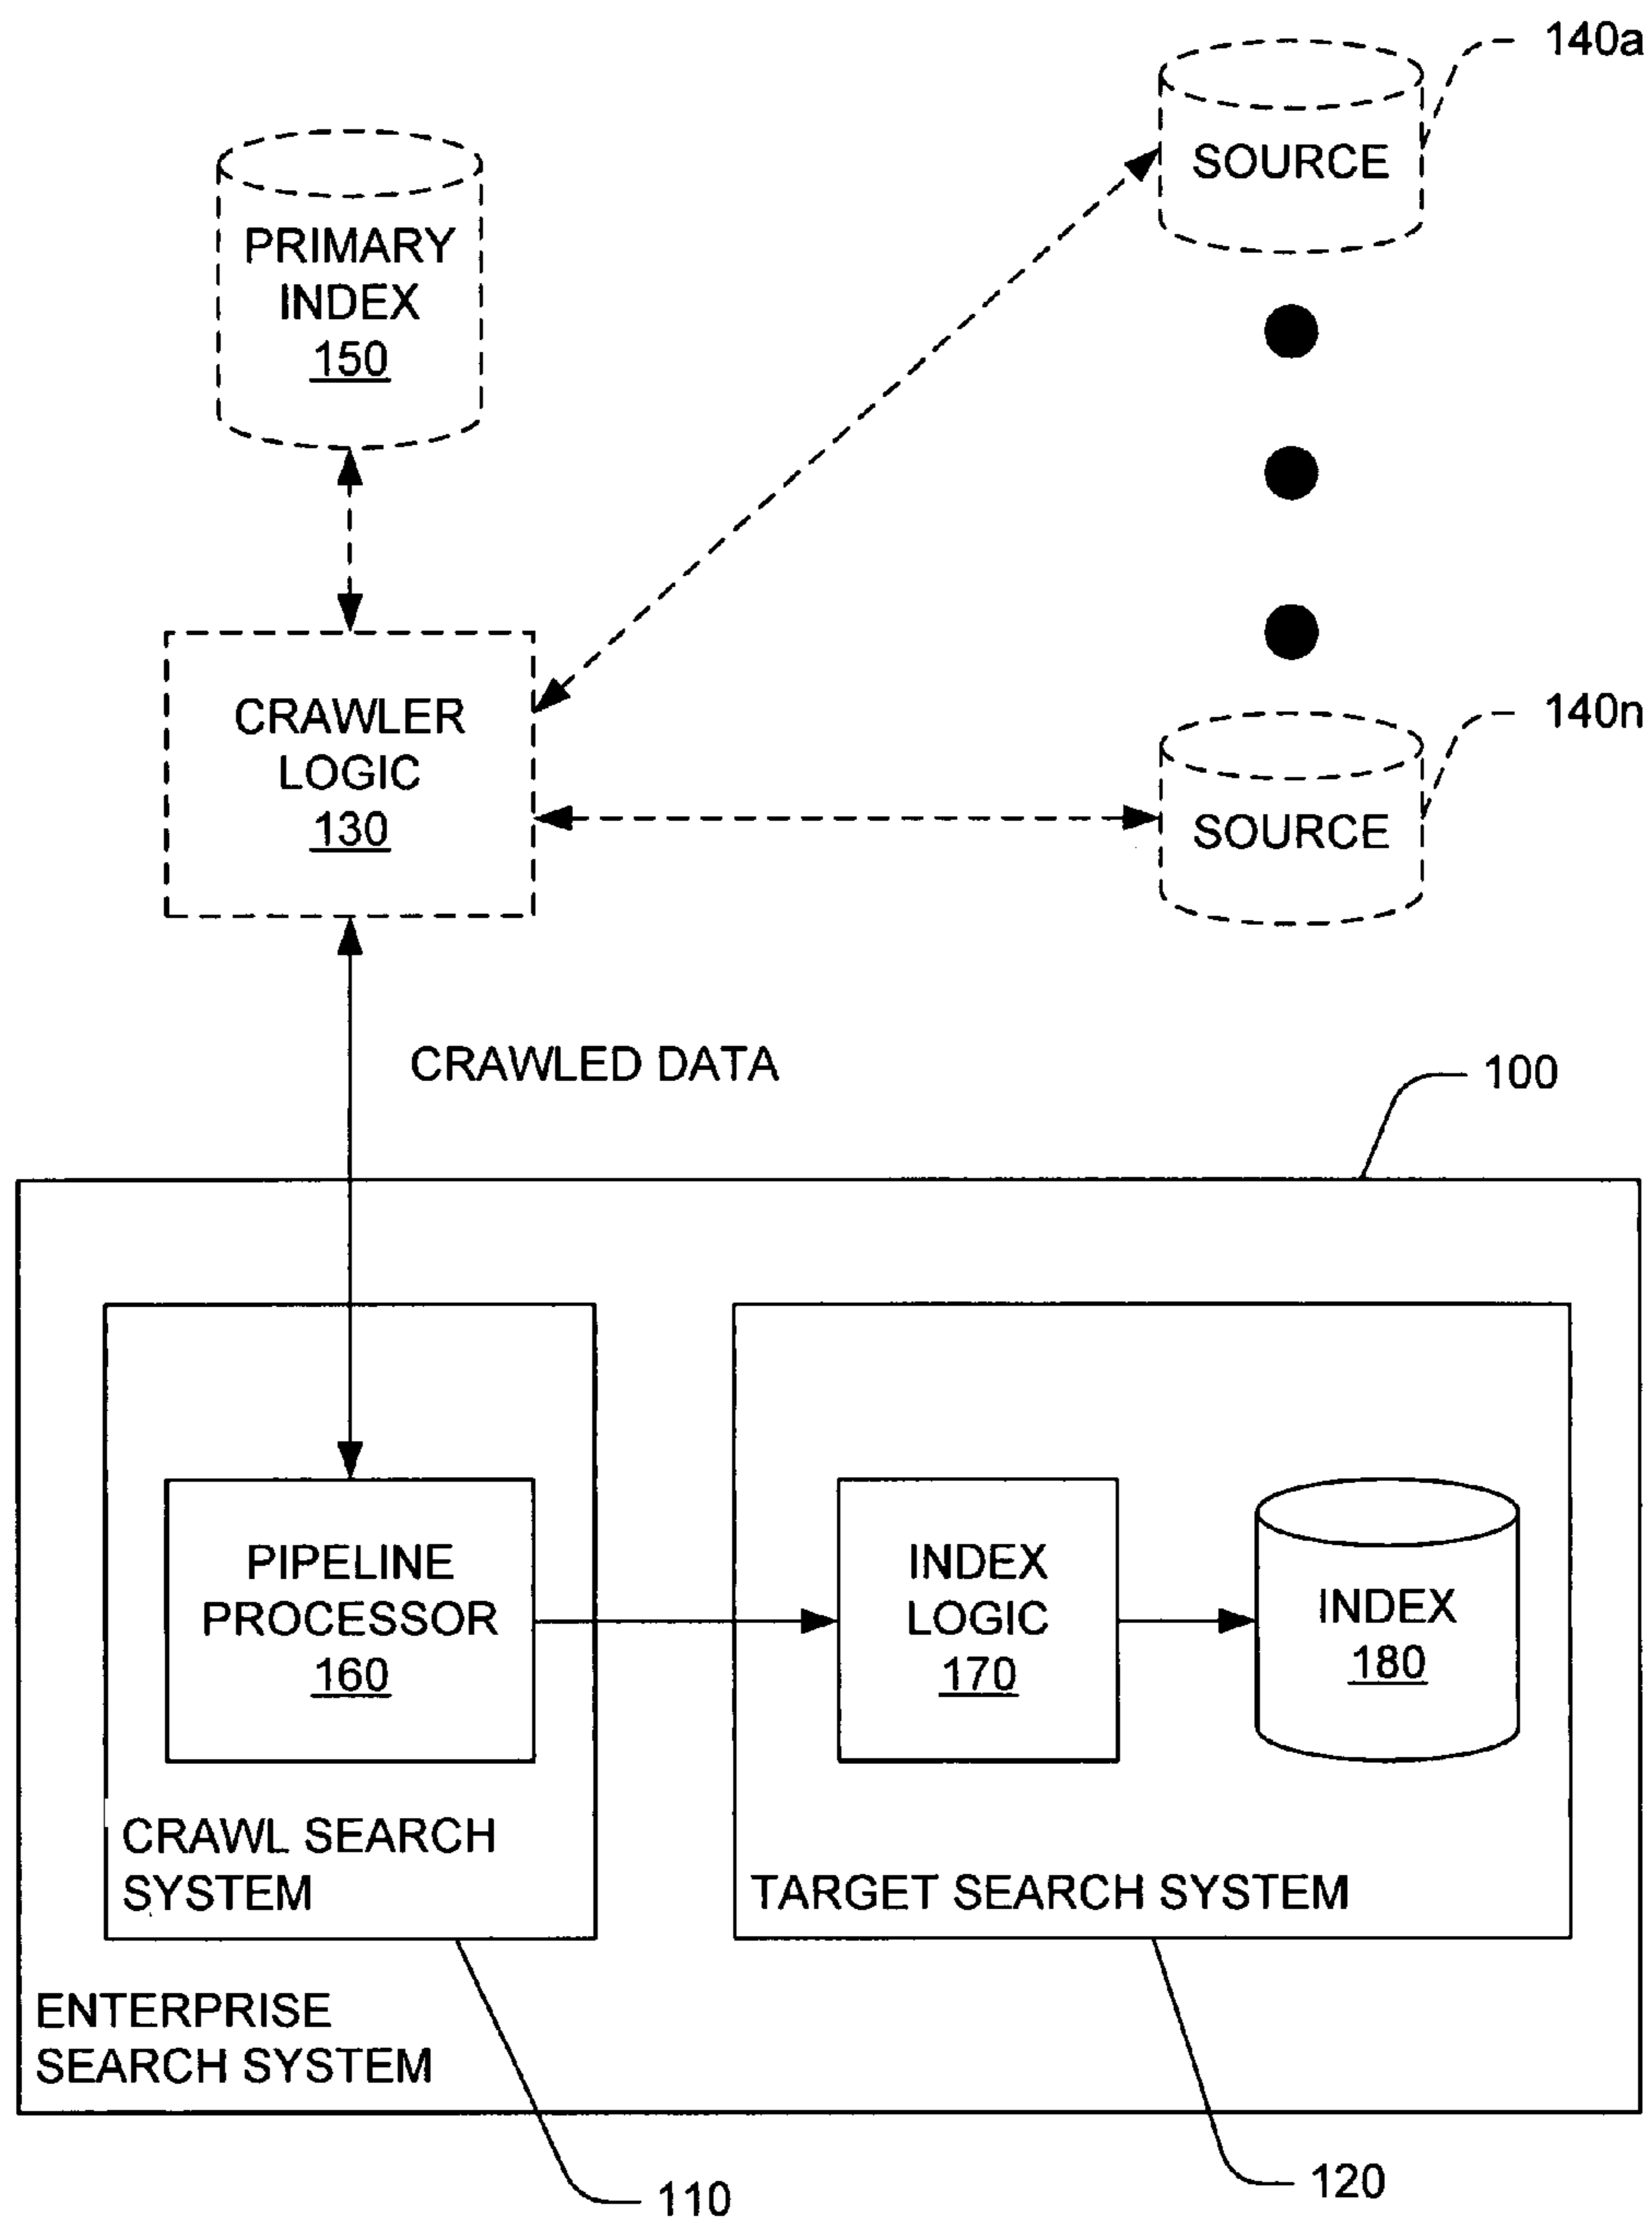 140a
SOURCE
PRIMARY
INDEX
150
CRAWLER
LOGIC
130
140n
SOURCE
CRAWLED DATA
100
PIPELINE
PROCESSOR
160
INDEX
LOGIC
170
INDEX
180
CRAWL SEARCH
SYSTEM
TARGET SEARCH SYSTEM
ENTERPRISE
SEARCH SYSTEM
110
120